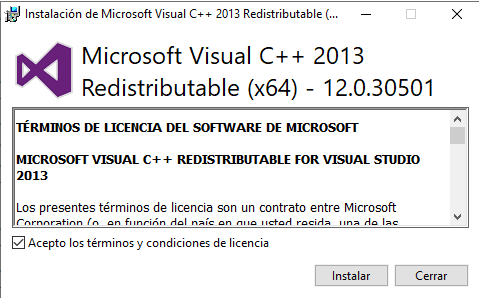 Instalación de Microsoft Visual C++ 2013 Redistributable (...
Microsoft Visual C++ 2013
Redistributable (x64) - 12.0.30501
TÉRMINOS DE LICENCIA DEL SOFTWARE DE MICROSOFT
MICROSOFT VISUAL C++ REDISTRIBUTABLE FOR VISUAL STUDIO
2013
Los presentes términos de licencia son un contrato entre Microsoft
Corporation (o, en función del país en que usted resida, una de las
Acepto los términos y condiciones de licencia
Instalar
Cerrar